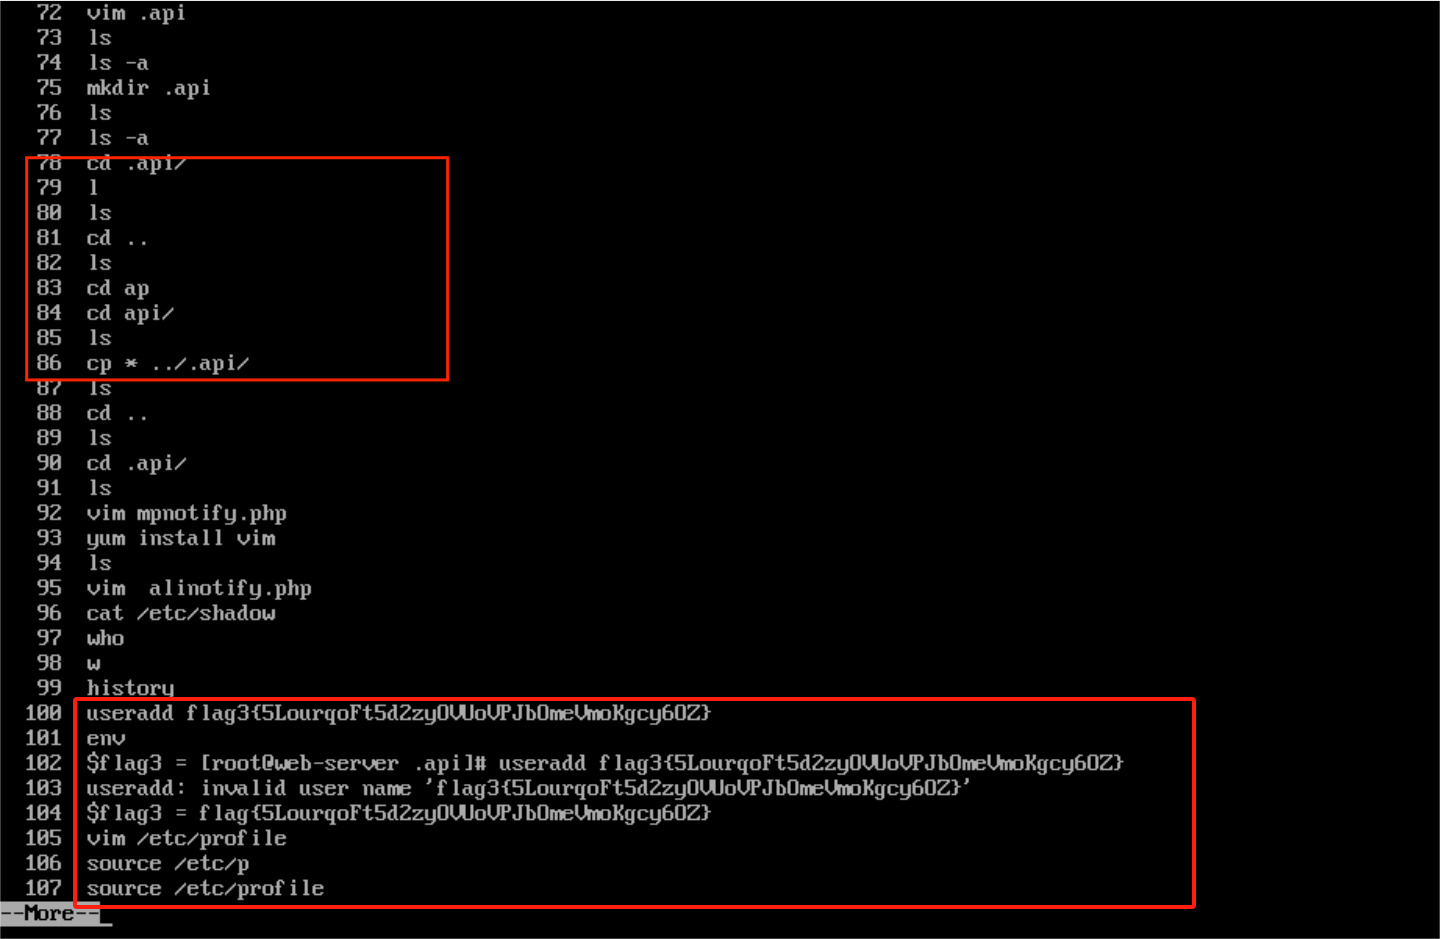 72 vim .api
73 ls
74 ls -a
75 mkdir .api
76 ls
77 ls -a
78 cd .api/
79 l
80 ls
81 cd ..
82 ls
83 cd ap
84 cd api/
85 ls
86 cp * ../.api/
87 ls
88 cd ..
89 ls
90 cd .api/
91 ls
92 vim mpnotify.php
93 yum install vim
94 ls
95 vim  alinotify.php
96 cat /etc/shadow
97 who
98 w
99 history
100 useradd flag3{5LourqoFt5d2zyOVUoVPJbOmeVmoKgcy6OZ}
101 env
102 $flag3 = [root@web-server .api]# useradd flag3{5LourqoFt5d2zyOVUoVPJbOmeVmoKgcy6OZ}
103 useradd: invalid user name 'flag3{5LourqoFt5d2zyOVUoVPJbOmeVmoKgcy6OZ}'
104 $flag3 = flag{5LourqoFt5d2zyOVUoVPJbOmeVmoKgcy6OZ}
105 vim /etc/profile
106 source /etc/p
107 source /etc/profile
--More--